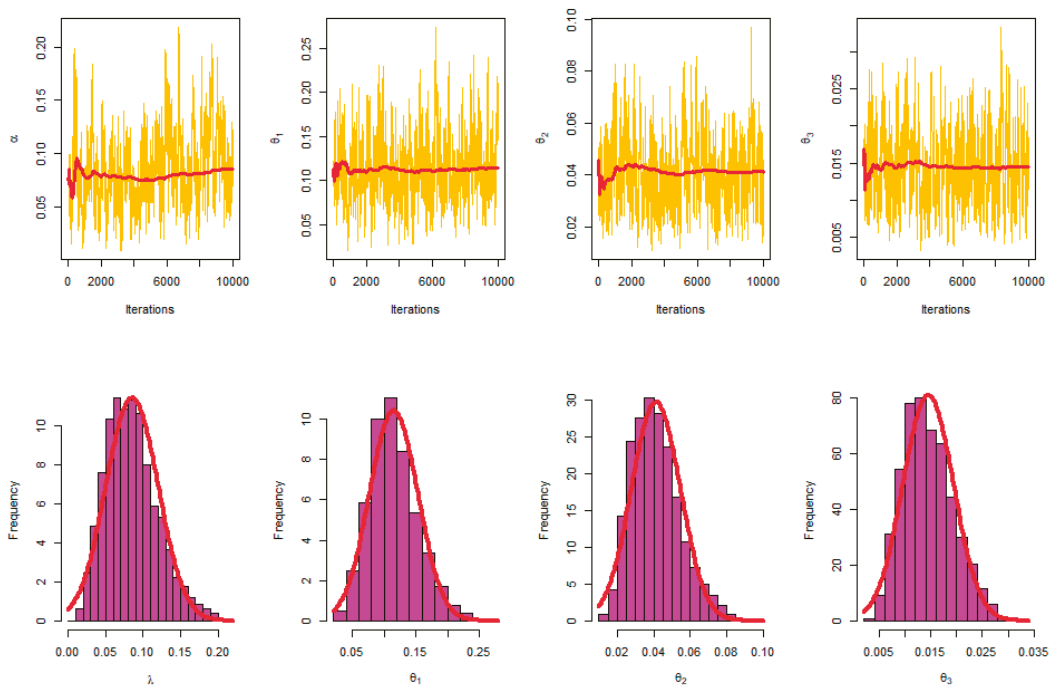 α
0.05 0.10 0.15 0.20
0 2000 6000 10000
Iterations
θ1
0.05 0.10 0.15 0.20 0.25
0 2000 6000 10000
Iterations
θ2
0.02 0.04 0.06 0.08 0.10
0 2000 6000 10000
Iterations
θ3
0.005 0.015 0.025
0 2000 6000 10000
Iterations
Frequency
0 2 4 6 8 10
0.00 0.05 0.10 0.15 0.20
λ
Frequency
0 2 4 6 8 10
0.05 0.15 0.25
θ1
Frequency
0 5 10 15 20 25 30
0.02 0.04 0.06 0.08 0.10
θ2
Frequency
0 20 40 60 80
0.005 0.015 0.025 0.035
θ3